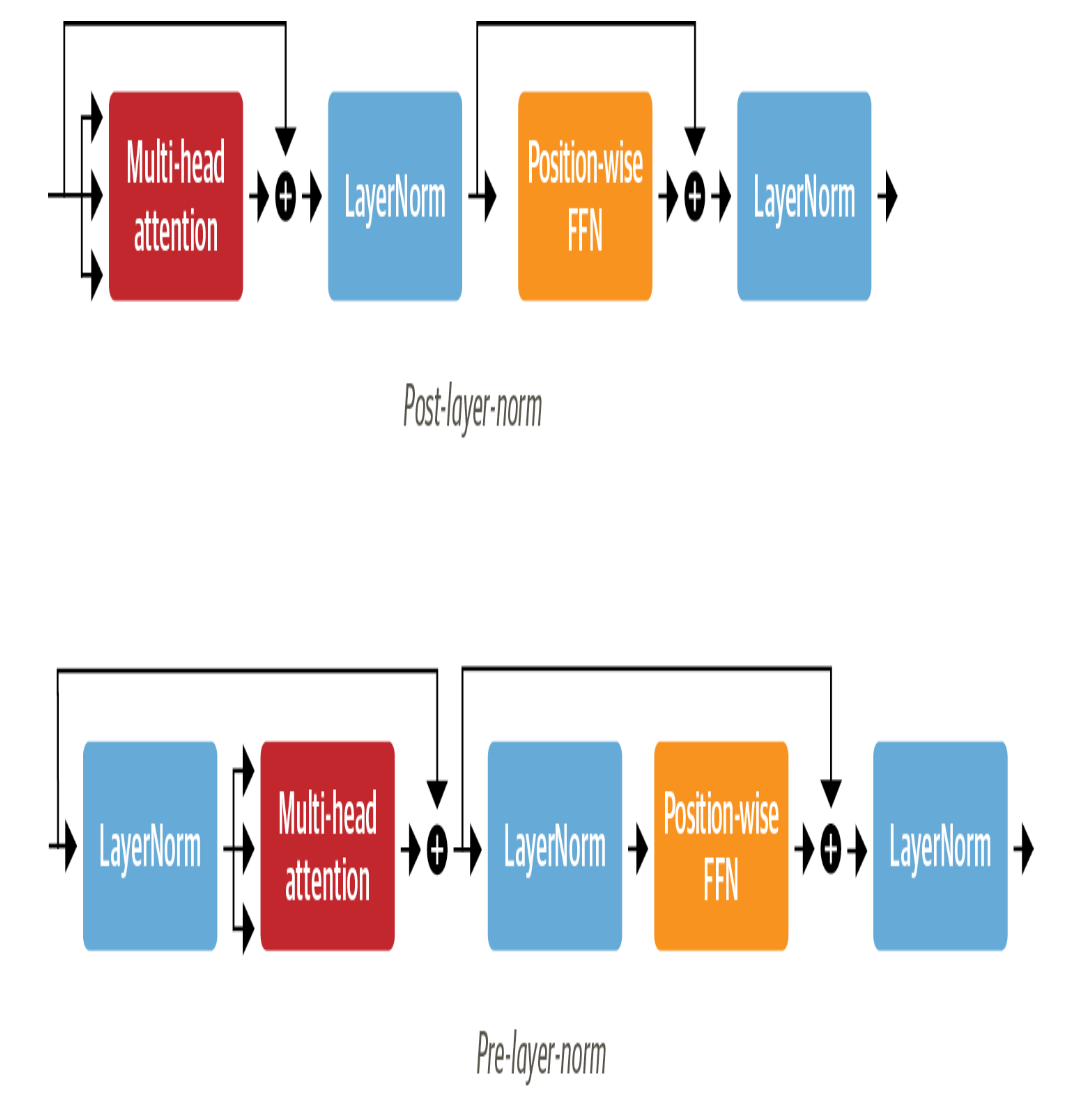 Multi-head
attention
LayerNorm
Position-wise
FFN
LayerNorm
Post-layer-norm
LayerNorm
Multi-head
attention
LayerNorm
Position-wise
FFN
LayerNorm
Pre-layer-norm